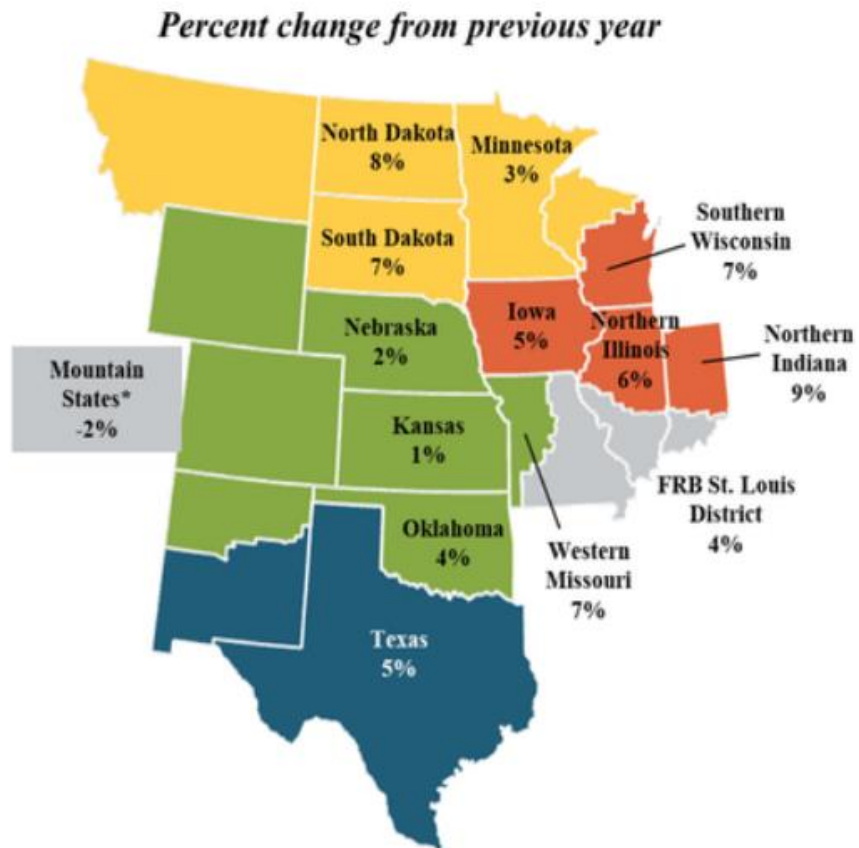 Percent change from previous year
North Dakota
8%
Minnesota
3%
Southern
Wisconsin
7%
South Dakota
7%
Iowa
5%
Northern
Illinois
6%
Northern
Indiana
9%
Nebraska
2%
Mountain
States*
-2%
Kansas
1%
FRB St. Louis
District
4%
Oklahoma
4%
Western
Missouri
7%
Texas
5%